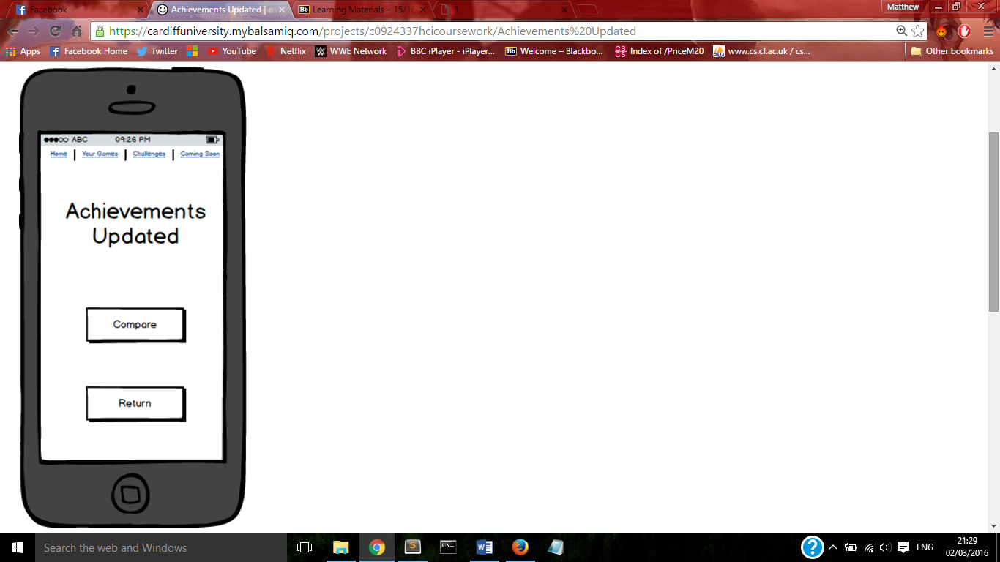 Facebook
Achievements Updated |
Learning Materials – 15/1
1
Matthew
https://cardiffuniversity.mybalsamiq.com/projects/c0924337hcicoursework/Achievements%20Updated
Apps Facebook Home Twitter YouTube Netflix WWE Network BBC iPlayer - iPlayer... Welcome – Blackbo... Index of /PriceM20 www.cs.cf.ac.uk / cs... Other bookmarks
ABC 09:26 PM
Home Your Games Challenges Coming Soon
Achievements
Updated
Compare
Return
Search the web and Windows
ENG
21:29
02/03/2016